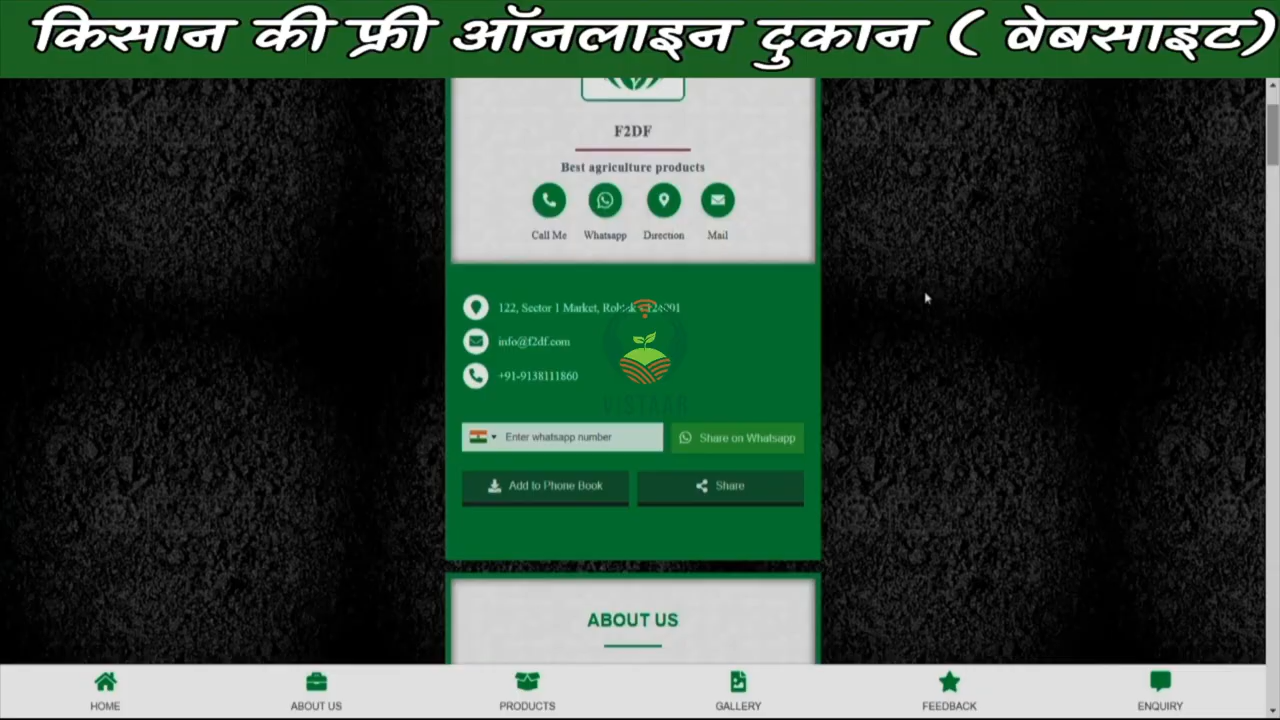 किसान की फ्री ऑनलाइन दुकान ( वेबसाइट)
F2DF
Best agriculture products
Call Me Whatsapp Direction Mail
122, Sector 1 Market,
info@f2df.com
+91-9138111860
VISTAAR
Enter whatsapp number Share on Whatsapp
Add to Phone Book Share
ABOUT US
HOME ABOUT US PRODUCTS GALLERY FEEDBACK ENQUIRY